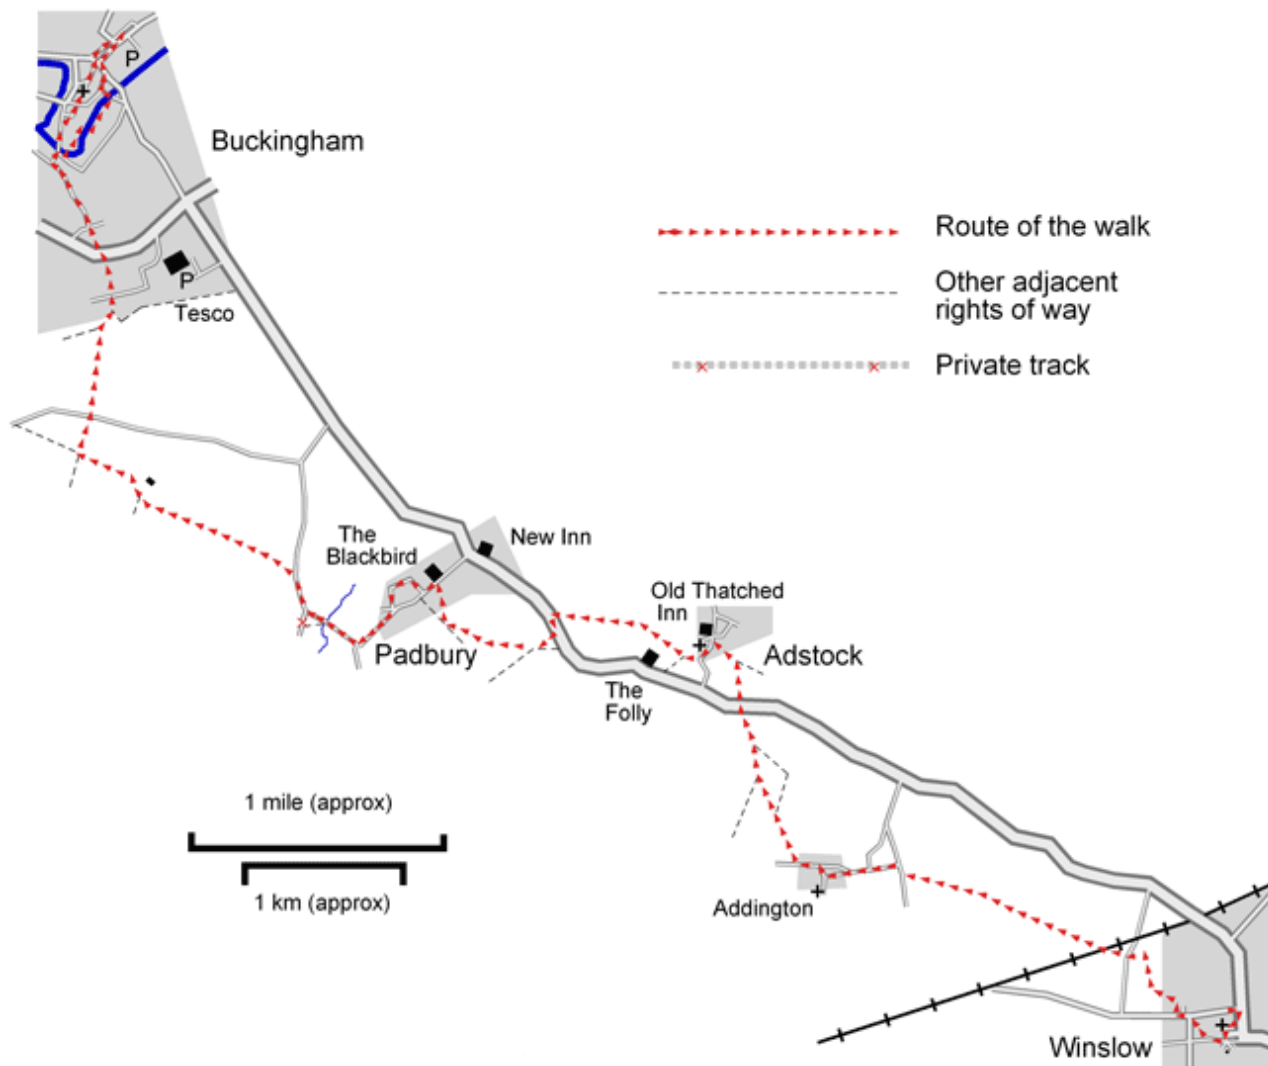 P
Buckingham
P
Tesco
Route of the walk
Other adjacent
rights of way
Private track
The
Blackbird
New Inn
Padbury
Old Thatched
Inn
Adstock
The
Folly
1 mile (approx)
1 km (approx)
Addington
Winslow